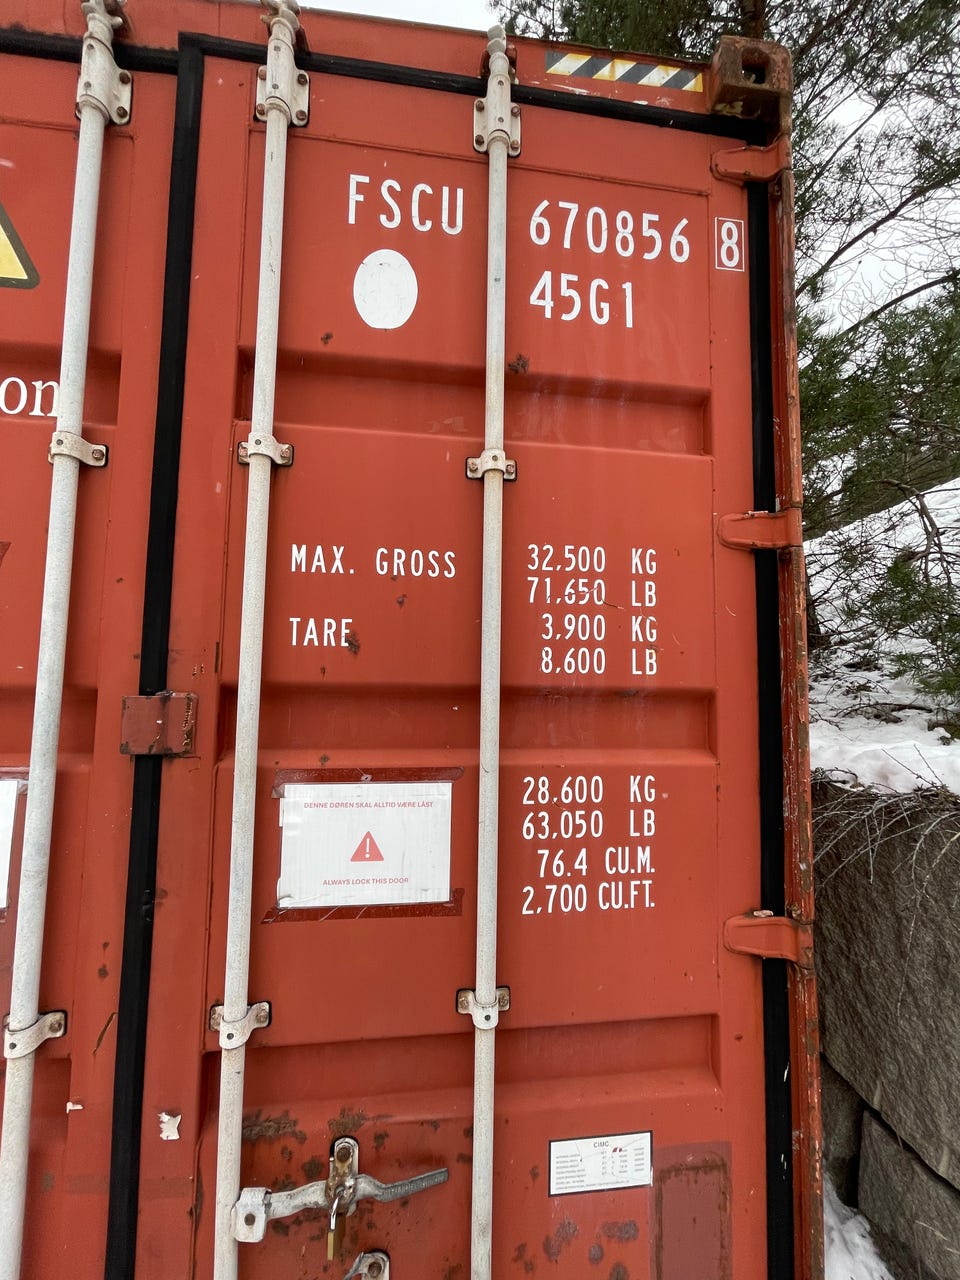 FSCU 670856 8
45G1
on
MAX. GROSS 32,500 KG
71,650 LB
TARE 3,900 KG
8,600 LB
28,600 KG
63,050 LB
76.4 CU.M.
2,700 CU.FT.
DENNE DØREN SKAL ALLTID VÆRE LÅST
ALWAYS LOCK THIS DOOR
CIMC